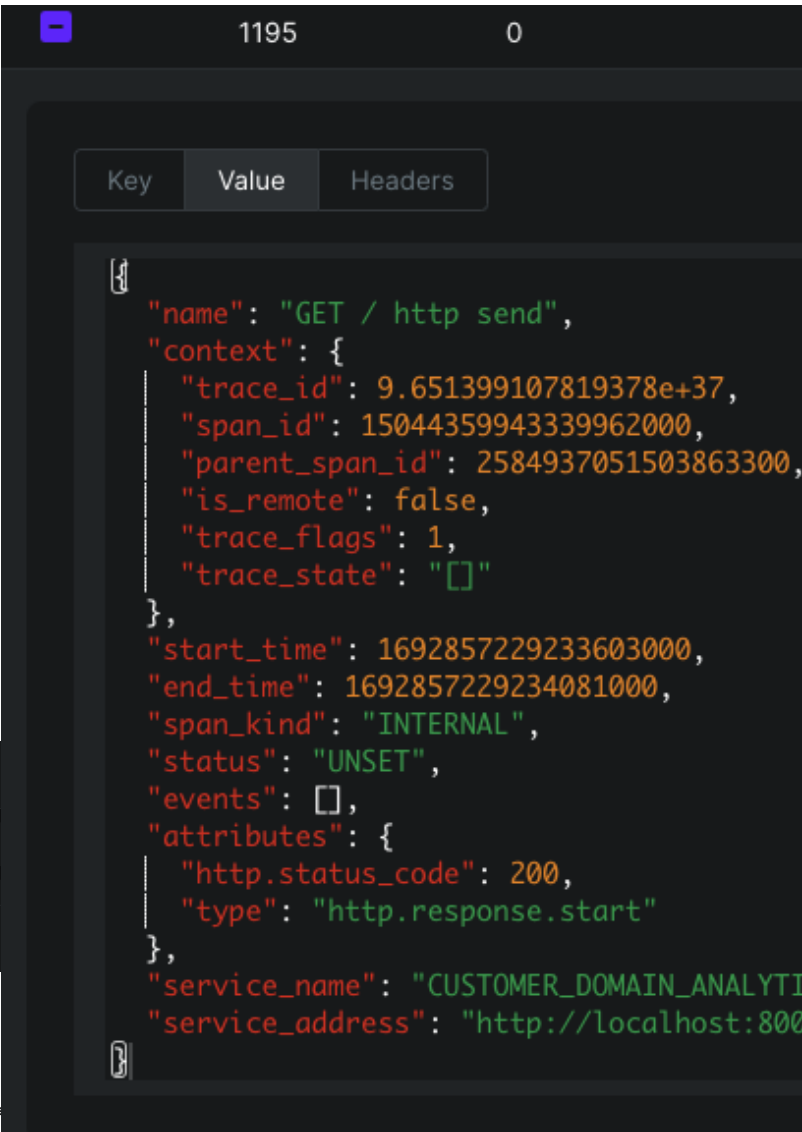 1195 0
Key Value Headers
{
"name": "GET / http send",
"context": {
"trace_id": 9.651399107819378e+37,
"span_id": 15044359943339962000,
"parent_span_id": 2584937051503863300,
"is_remote": false,
"trace_flags": 1,
"trace_state": "[]"
},
"start_time": 1692857229233603000,
"end_time": 1692857229234081000,
"span_kind": "INTERNAL",
"status": "UNSET",
"events": [],
"attributes": {
"http.status_code": 200,
"type": "http.response.start"
},
"service_name": "CUSTOMER_DOMAIN_ANALYTI
"service_address": "http://localhost:800
}